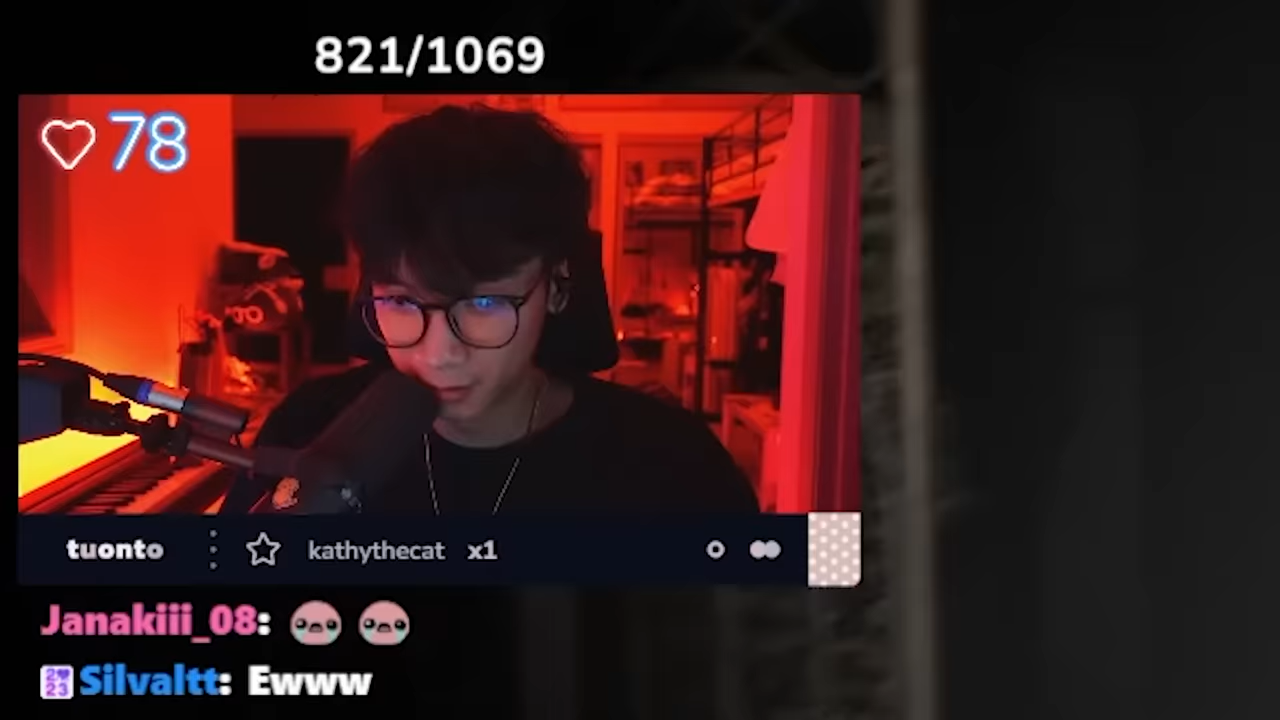 821/1069
78
tuonto kathythecat x1
Janakiii_08:
Silvaltt: Ewww